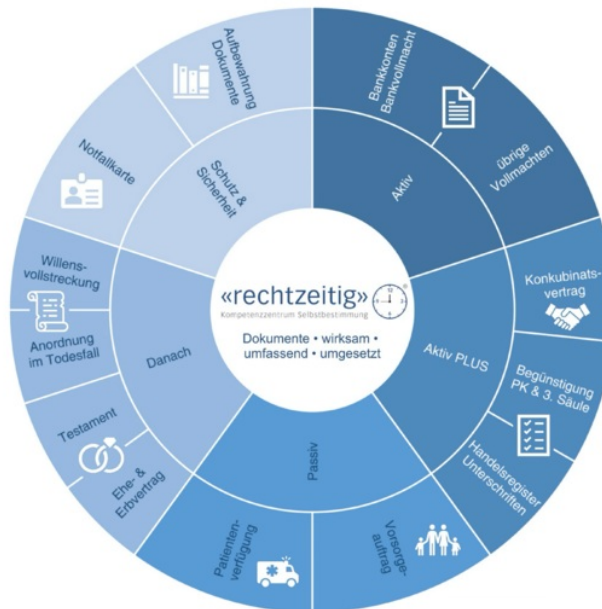 «rechtzeitig»
Kompetenzzentrum Selbstbestimmung
Dokumente • wirksam •
umfassend • umgesetzt
Aktiv
Bankkonten
Bankvollmacht
übrige
Vollmachten
Aktiv PLUS
Konkubinats-
vertrag
Begünstigung
PK & 3. Säule
Handelsregister
Unterschriften
Passiv
Vorsorge-
auftrag
Patienten-
verfügung
Danach
Ehe- &
Erbvertrag
Testament
Anordnung
im Todesfall
Willens-
vollstreckung
Schutz &
Sicherheit
Notfallkarte
Aufbewahrung
Dokumente